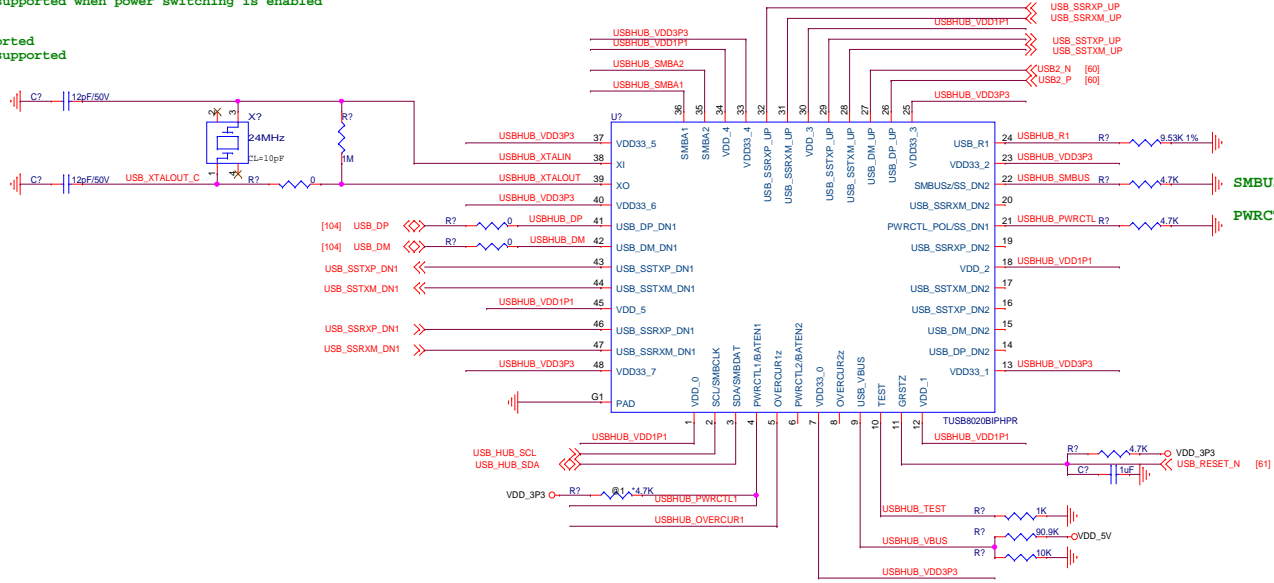 supported when power switching is enabled
orted
supported
USB_SSRXP_UP
USB_SSRXM_UP
USBHUB_VDD1P1
USBHUB_VDD3P3
USBHUB_VDD1P1
USB_SSTXP_UP
USB_SSTXM_UP
USBHUB_SMBA2
USB2_N [60]
USB2_P [60]
USBHUB_SMBA1
USBHUB_VDD3P3
C? 12pF/50V
X?
24MHz
CL=10pF
2 3
1 4
R?
1M
C? 12pF/50V
USB_XTALOUT_C R? 0
U?
36 35 34 33 32 31 30 29 28 27 26 25
SMBA1
SMBA2
VDD_4
VDD33_4
USB_SSRXP_UP
USB_SSRXM_UP
VDD_3
USB_SSTXP_UP
USB_SSTXM_UP
USB_DM_UP
USB_DP_UP
VDD33_3
USBHUB_VDD3P3 37 VDD33_5
USBHUB_XTALIN 38 XI
USBHUB_XTALOUT 39 XO
USBHUB_VDD3P3 40 VDD33_6
[104] USB_DP R? 0 USBHUB_DP 41 USB_DP_DN1
[104] USB_DM R? 0 USBHUB_DM 42 USB_DM_DN1
USB_SSTXP_DN1 43 USB_SSTXP_DN1
USB_SSTXM_DN1 44 USB_SSTXM_DN1
USBHUB_VDD1P1 45 VDD_5
USB_SSRXP_DN1 46 USB_SSRXP_DN1
USB_SSRXM_DN1 47 USB_SSRXM_DN1
USBHUB_VDD3P3 48 VDD33_7
G1 PAD
USB_R1 24 USBHUB_R1 R? 9.53K 1%
VDD33_2 23 USBHUB_VDD3P3
SMBUSz/SS_DN2 22 USBHUB_SMBUS R? 4.7K SMBU
USB_SSRXM_DN2 20
PWRCTL_POL/SS_DN1 21 USBHUB_PWRCTL R? 4.7K PWRCT
USB_SSRXP_DN2 19
VDD_2 18 USBHUB_VDD1P1
USB_SSTXM_DN2 17
USB_SSTXP_DN2 16
USB_DM_DN2 15
USB_DP_DN2 14
VDD33_1 13 USBHUB_VDD3P3
VDD_0
SCL/SMBCLK
SDA/SMBDAT
PWRCTL1/BATEN1
OVERCUR1z
PWRCTL2/BATEN2
VDD33_0
OVERCUR2z
USB_VBUS
TEST
GRSTZ
VDD_1
TUSB8020BIPHPR
1 2 3 4 5 6 7 8 9 10 11 12
USBHUB_VDD1P1
USBHUB_VDD1P1
USB_HUB_SCL
USB_HUB_SDA
R? 4.7K VDD_3P3
USB_RESET_N [61]
C? 1uF
VDD_3P3 R? @1 *4.7K
USBHUB_PWRCTL1
USBHUB_OVERCUR1
USBHUB_TEST R? 1K
R? 90.9K VDD_5V
USBHUB_VBUS
R? 10K
USBHUB_VDD3P3